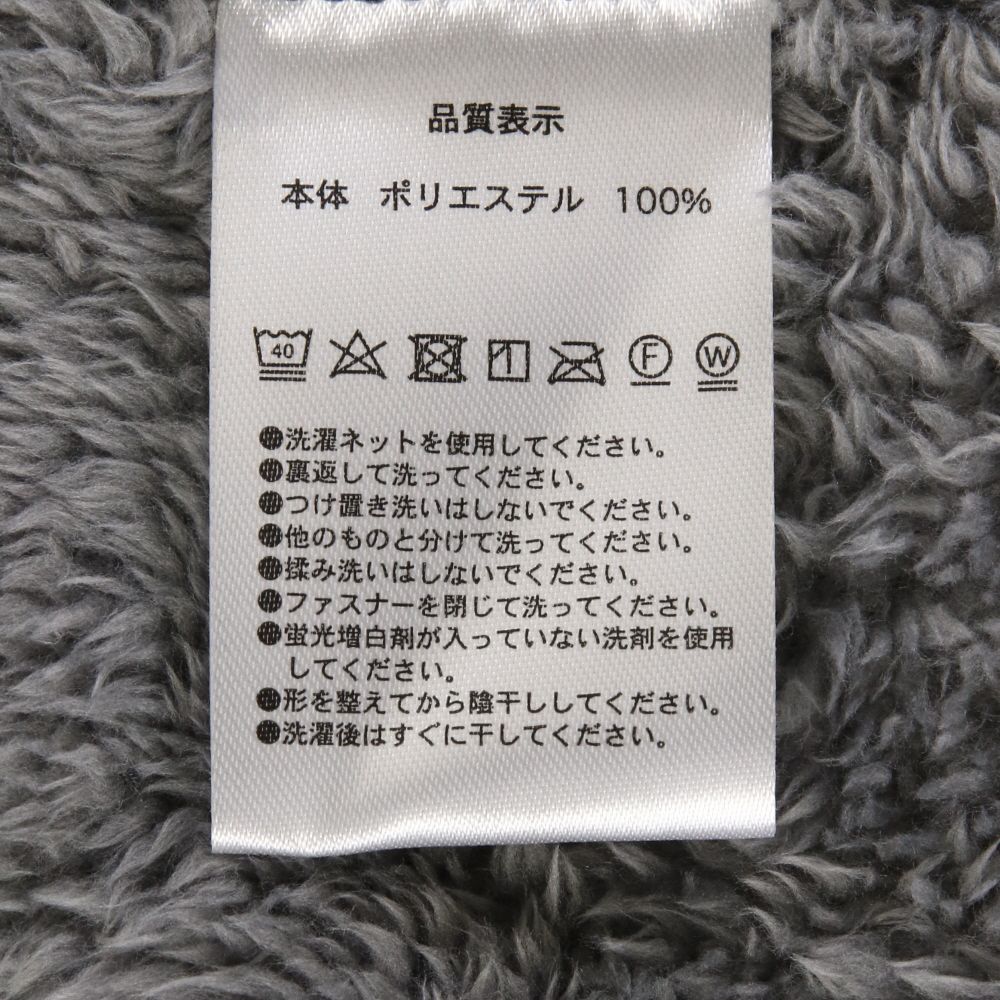 品質表示
本体 ポリエステル 100%
40 F W
●洗濯ネットを使用してください。
●裏返して洗ってください。
●つけ置き洗いはしないでください。
●他のものと分けて洗ってください。
●揉み洗いはしないでください。
●ファスナーを閉じて洗ってください。
●蛍光増白剤が入っていない洗剤を使用
してください。
●形を整えてから陰干ししてください。
●洗濯後はすぐに干してください。